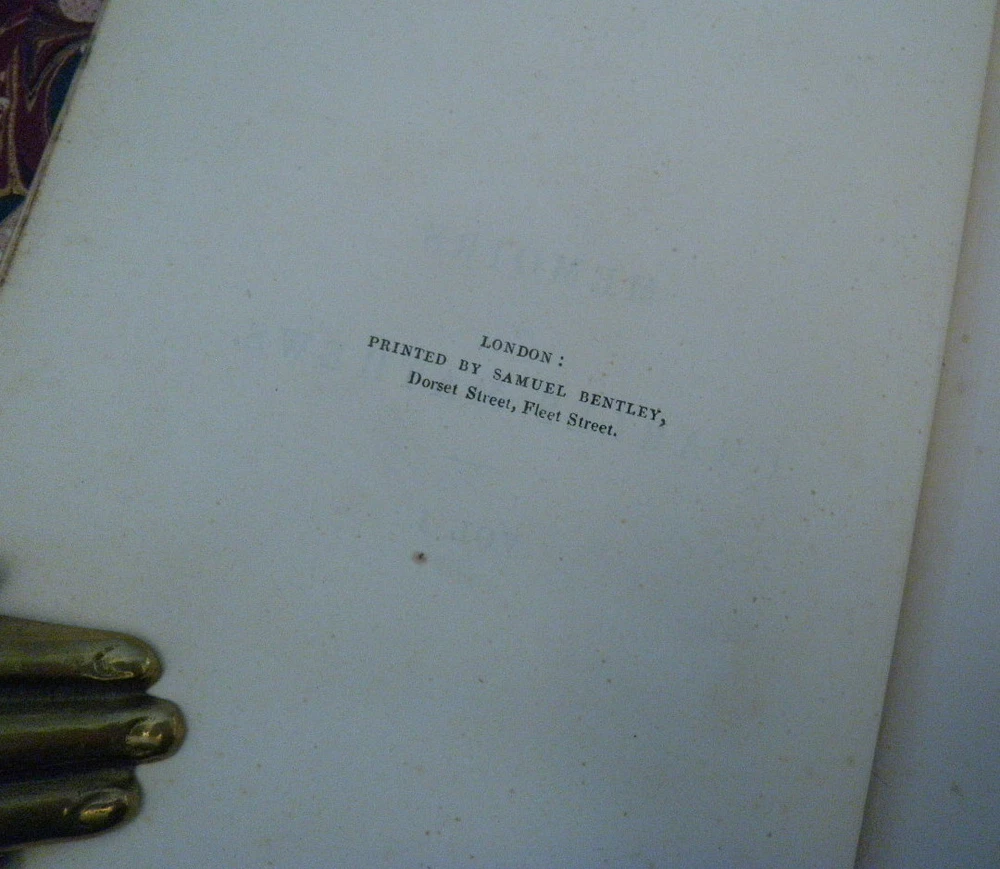 LONDON:
PRINTED BY SAMUEL BENTLEY,
Dorset Street, Fleet Street.